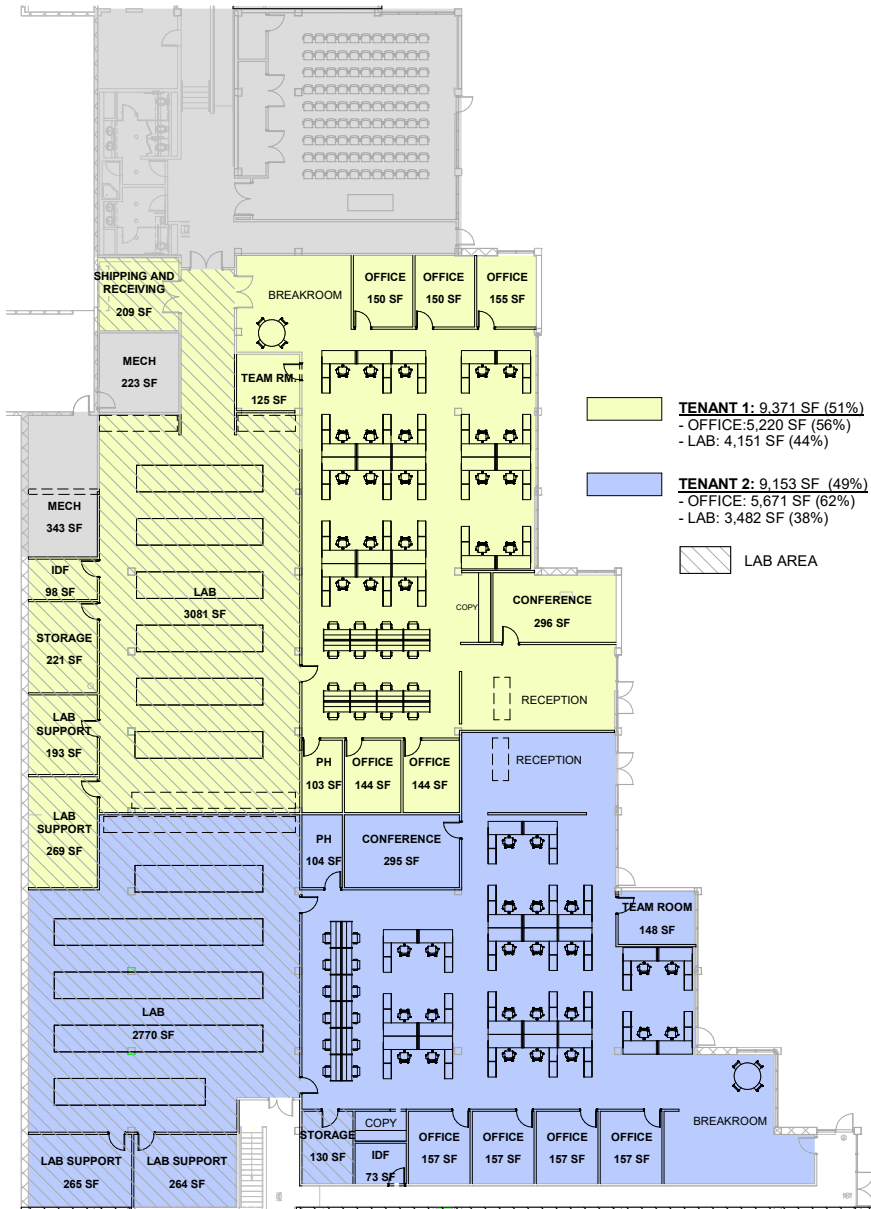 SHIPPING AND
RECEIVING
209 SF
BREAKROOM
OFFICE
150 SF
OFFICE
150 SF
OFFICE
155 SF
MECH
223 SF
TEAM RM.
125 SF
TENANT 1: 9,371 SF (51%)
- OFFICE:5,220 SF (56%)
- LAB: 4,151 SF (44%)
TENANT 2: 9,153 SF (49%)
- OFFICE: 5,671 SF (62%)
- LAB: 3,482 SF (38%)
LAB AREA
MECH
343 SF
IDF
98 SF
LAB
3081 SF
COPY
CONFERENCE
296 SF
STORAGE
221 SF
LAB
SUPPORT
193 SF
RECEPTION
PH
103 SF
OFFICE
144 SF
OFFICE
144 SF
RECEPTION
LAB
SUPPORT
269 SF
PH
104 SF
CONFERENCE
295 SF
TEAM ROOM
148 SF
LAB
2770 SF
LAB SUPPORT
265 SF
LAB SUPPORT
264 SF
STORAGE
130 SF
COPY
IDF
73 SF
OFFICE
157 SF
OFFICE
157 SF
OFFICE
157 SF
OFFICE
157 SF
BREAKROOM